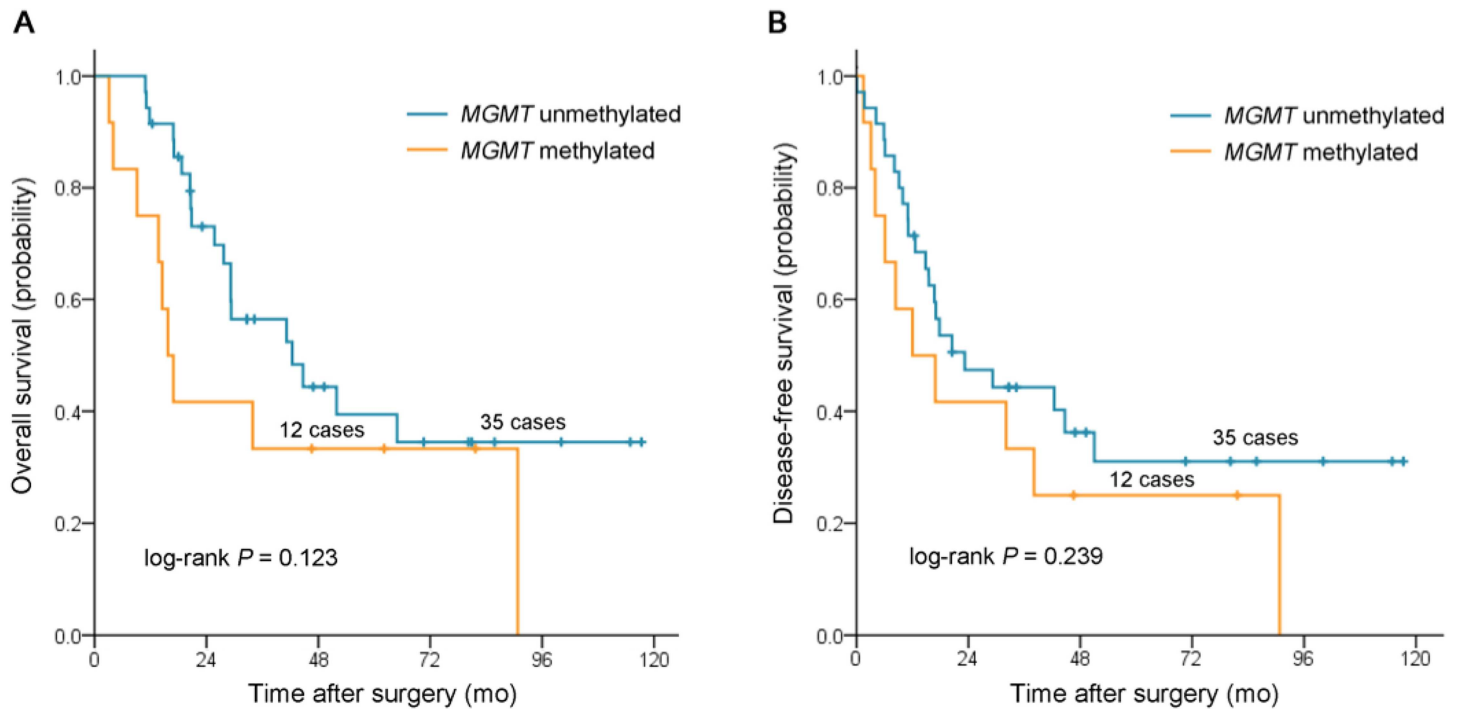 A
Overall survival (probability)
1.0
0.8
0.6
0.4
0.2
0.0
MGMT unmethylated
MGMT methylated
12 cases
35 cases
log-rank P = 0.123
0 24 48 72 96 120
Time after surgery (mo)
B
Disease-free survival (probability)
1.0
0.8
0.6
0.4
0.2
0.0
MGMT unmethylated
MGMT methylated
35 cases
12 cases
log-rank P = 0.239
0 24 48 72 96 120
Time after surgery (mo)